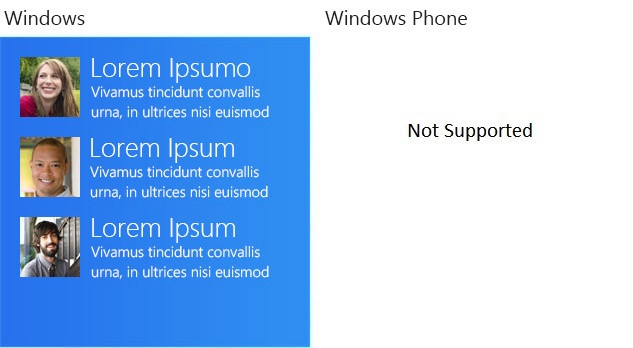 Windows
Lorem Ipsumo
Vivamus tincidunt convallis
urna, in ultrices nisi euismod
Lorem Ipsum
Vivamus tincidunt convallis
urna, in ultrices nisi euismod
Lorem Ipsum
Vivamus tincidunt convallis
urna, in ultrices nisi euismod
Windows Phone
Not Supported